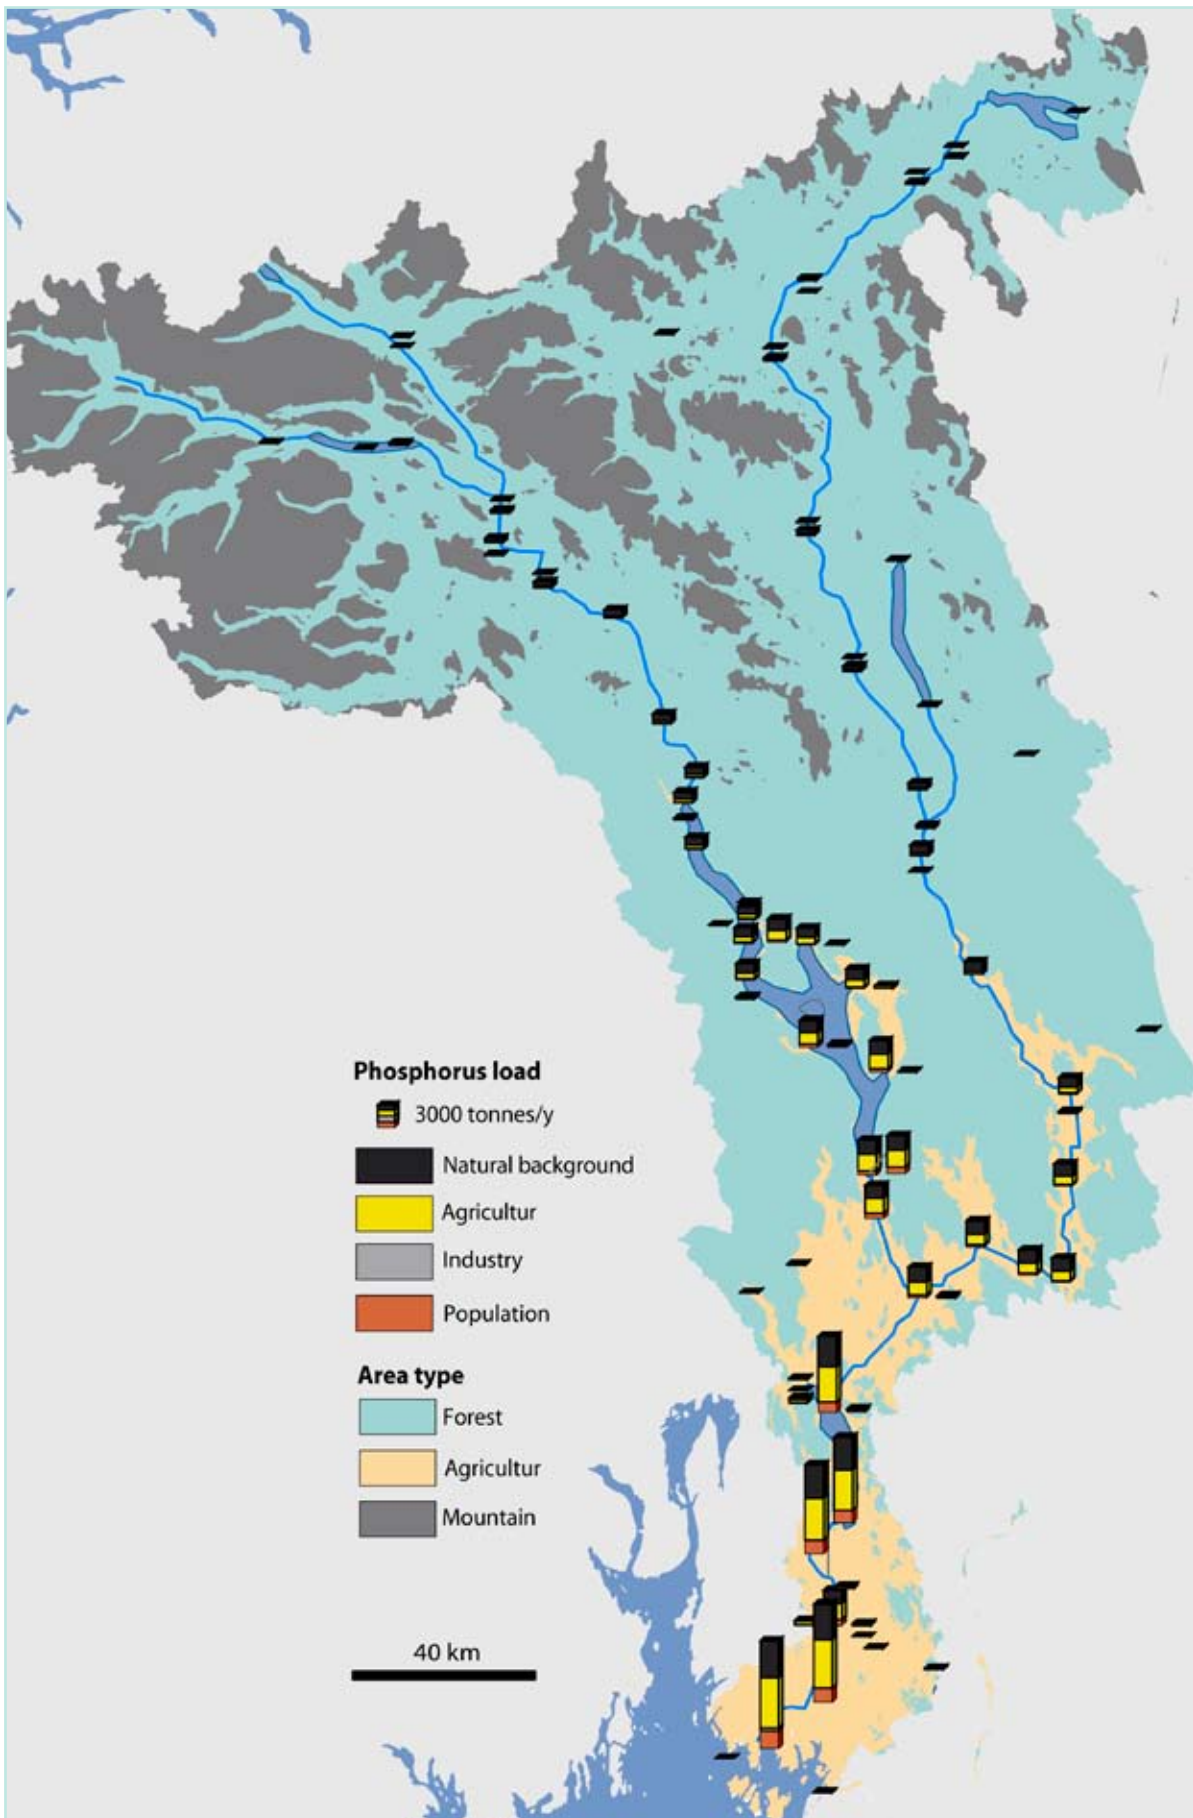 Phosphorus load
3000 tonnes/y
Natural background
Agricultur
Industry
Population
Area type
Forest
Agricultur
Mountain
40 km